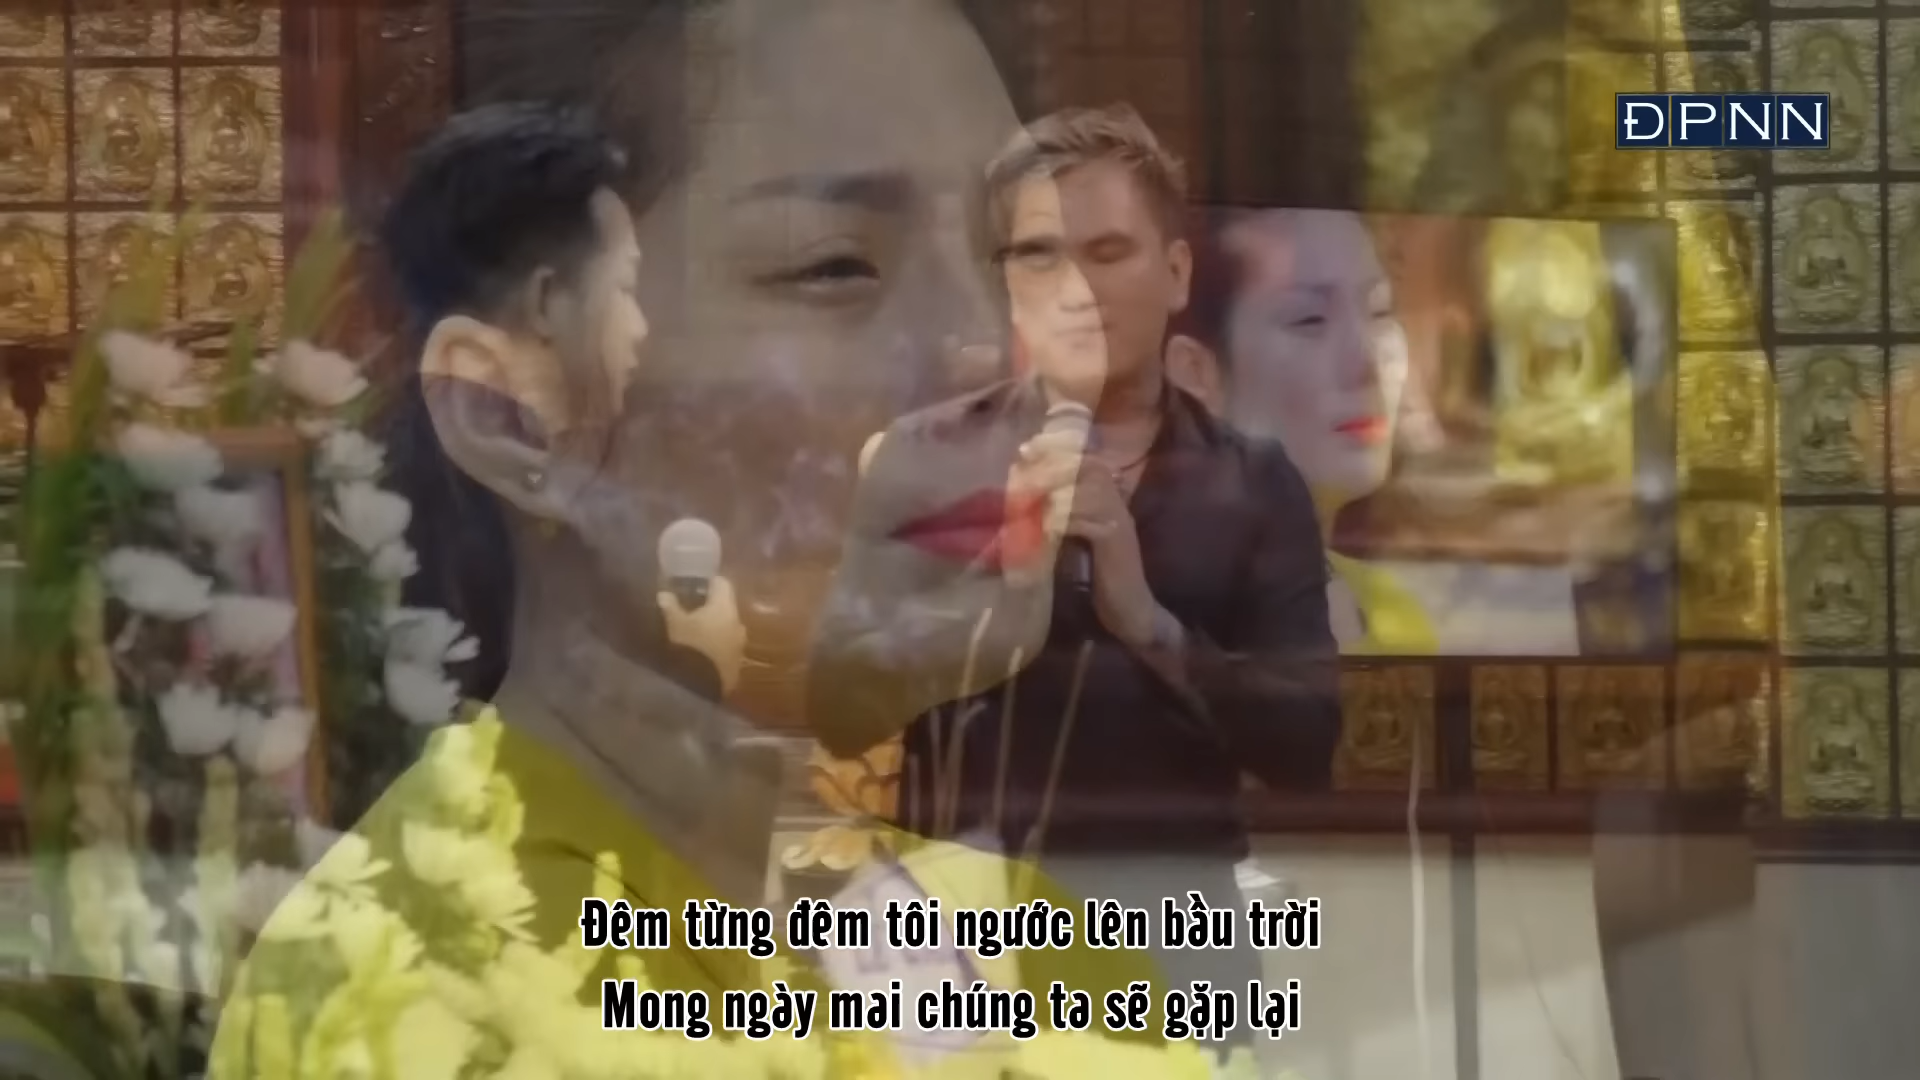 ĐPNN
Đêm từng đêm tôi ngước lên bầu trời
Mong ngày mai chúng ta sẽ gặp lại